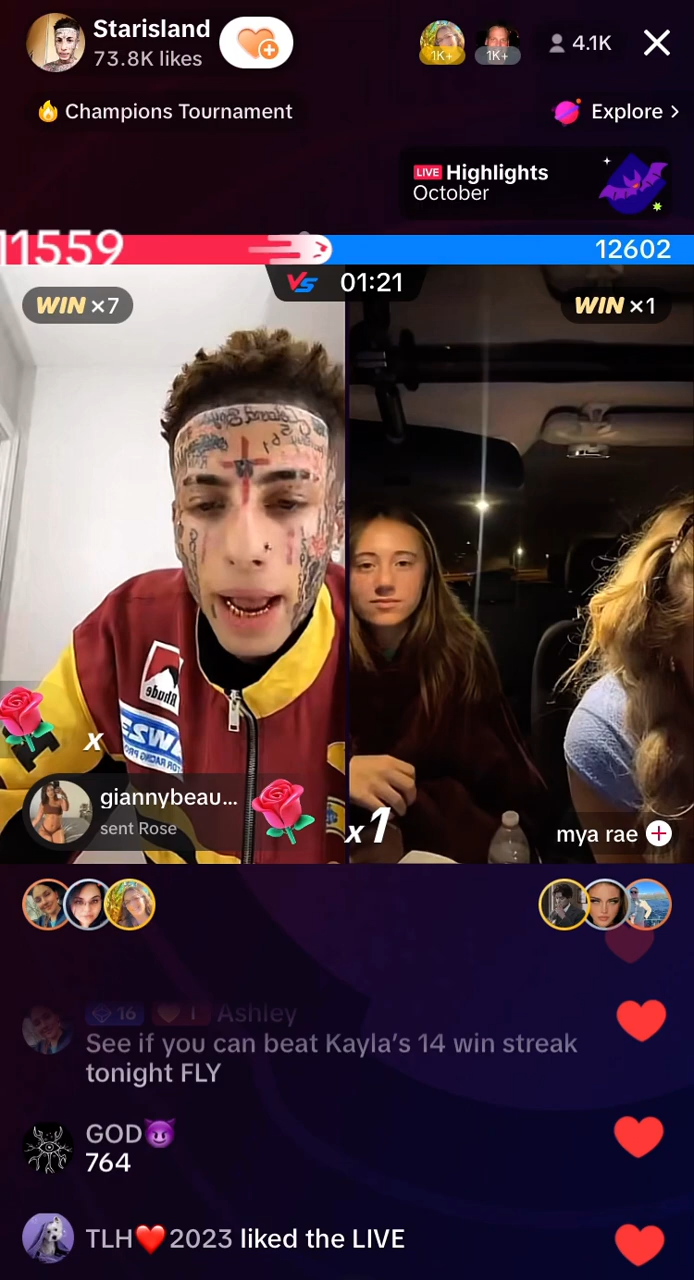 Starisland
73.8K likes
1K+
1K+
4.1K
Champions Tournament
Explore >
LIVE Highlights
October
11559
12602
VS 01:21
WIN ×7
WIN ×1
Rhude
x
giannybeau...
sent Rose
x1
mya rae
16
1
Ashley
See if you can beat Kayla's 14 win streak
tonight FLY
GOD😈
764
TLH❤️2023 liked the LIVE